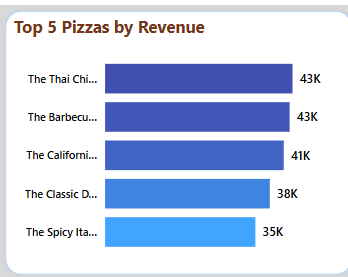 Top 5 Pizzas by Revenue
The Thai Chi... 43K
The Barbecu... 43K
The Californi... 41K
The Classic D... 38K
The Spicy Ita... 35K